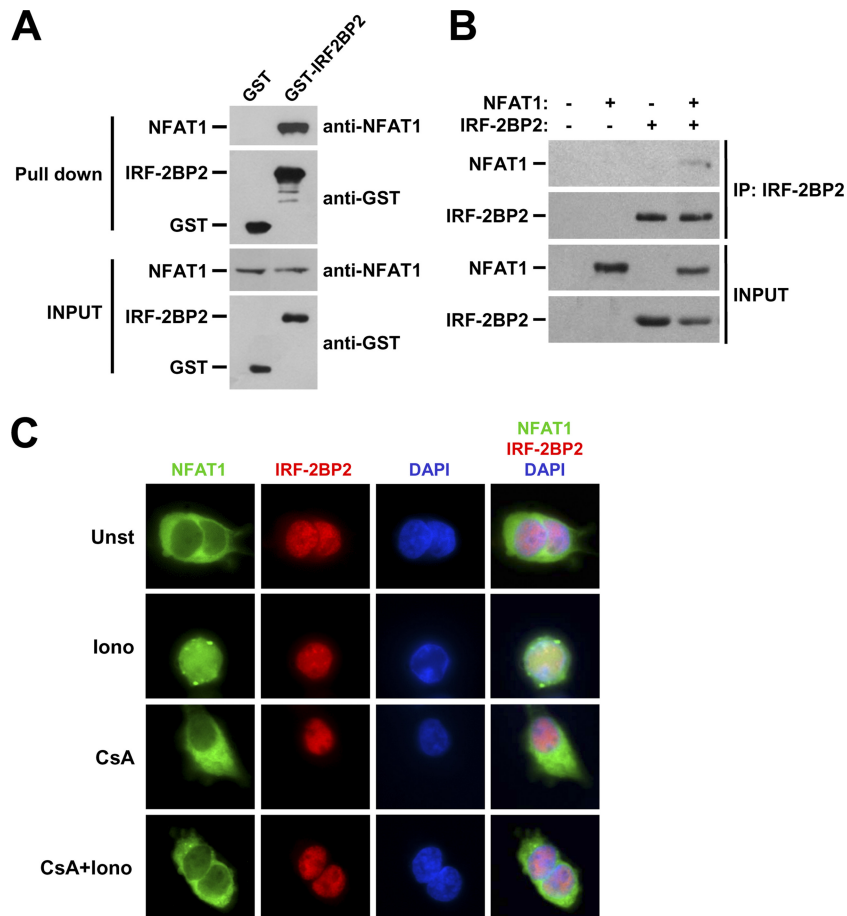 A
GST
GST-IRF2BP2
Pull down
NFAT1
anti-NFAT1
IRF-2BP2
anti-GST
GST
INPUT
NFAT1
anti-NFAT1
IRF-2BP2
anti-GST
GST
B
NFAT1: - + - +
IRF-2BP2: - - + +
NFAT1
IRF-2BP2
IP: IRF-2BP2
NFAT1
IRF-2BP2
INPUT
C
NFAT1
IRF-2BP2
DAPI
NFAT1
IRF-2BP2
DAPI
Unst
Iono
CsA
CsA+Iono